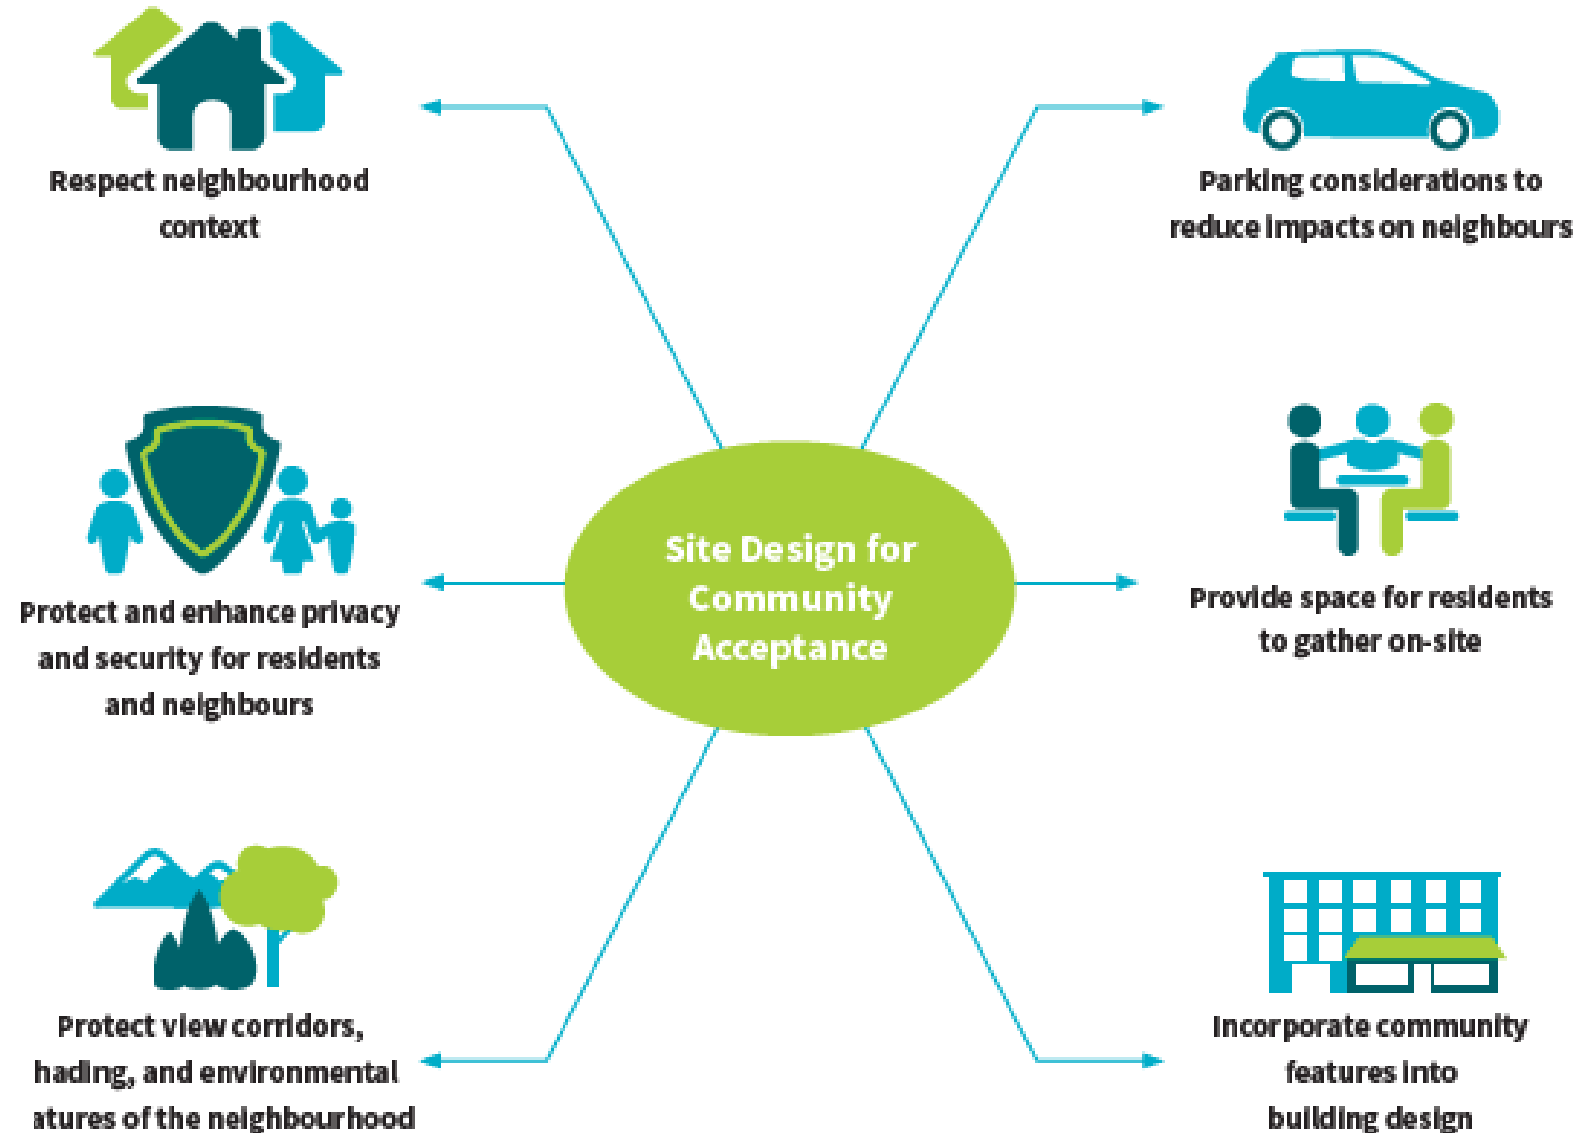 Respect neighbourhood
context
Parking considerations to
reduce impacts on neighbours
Protect and enhance privacy
and security for residents
and neighbours
Site Design for
Community
Acceptance
Provide space for residents
to gather on-site
Protect view corridors,
hading, and environmental
atures of the neighbourhood
Incorporate community
features into
building design